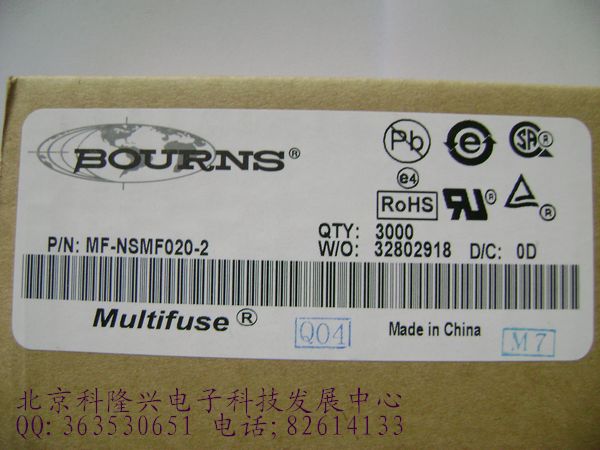 BOURNS®
Pb
e
SA®
e4
RoHS
®
®
P/N: MF-NSMF020-2
QTY: 3000
W/O: 32802918 D/C: 0D
Multifuse®
Q04
Made in China
M7
北京科隆兴电子科技发展中心
QQ:363530651 电话;82614133